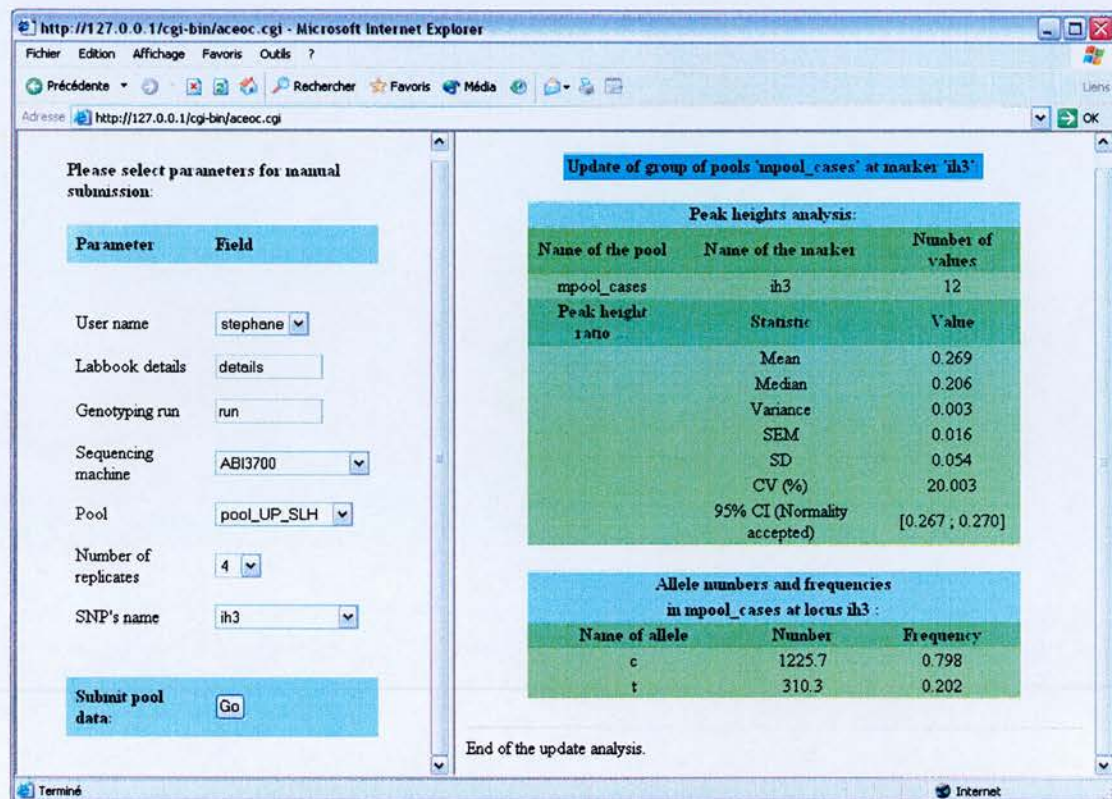 http://127.0.0.1/cgi-bin/aceoc.cgi - Microsoft Internet Explorer
Fichier Edition Affichage Favoris Outils ?
Précédente Rechercher Favoris Média Liens
Adresse http://127.0.0.1/cgi-bin/aceoc.cgi OK
Please select parameters for manual
submission:
Parameter Field
User name stephane
Labbook details details
Genotyping run run
Sequencing
machine ABI3700
Pool pool_UP_SLH
Number of
replicates 4
SNP's name ih3
Submit pool
data: Go
Update of group of pools 'mpool_cases' at marker 'ih3':
Peak heights analysis:
Name of the pool Name of the marker Number of
values
mpool_cases ih3 12
Peak height
ratio ... Statistic Value
Mean 0.269
Median 0.206
Variance 0.003
SEM 0.016
SD 0.054
CV (%) 20.003
95% CI (Normality
accepted) [0.267 ; 0.270]
Allele numbers and frequencies
in mpool_cases at locus ih3 :
Name of allele Number Frequency
c 1225.7 0.798
t 310.3 0.202
End of the update analysis.
Terminé Internet